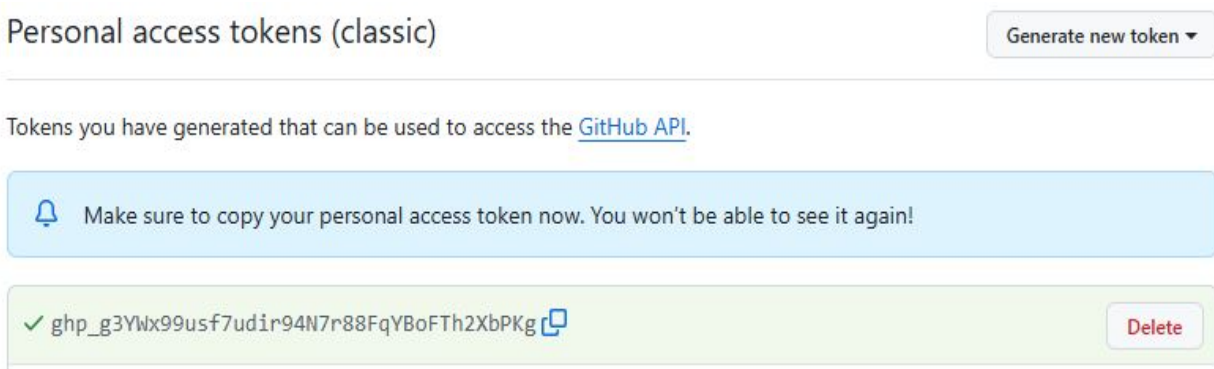 Personal access tokens (classic)
Generate new token
Tokens you have generated that can be used to access the GitHub API.
Make sure to copy your personal access token now. You won't be able to see it again!
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
Delete